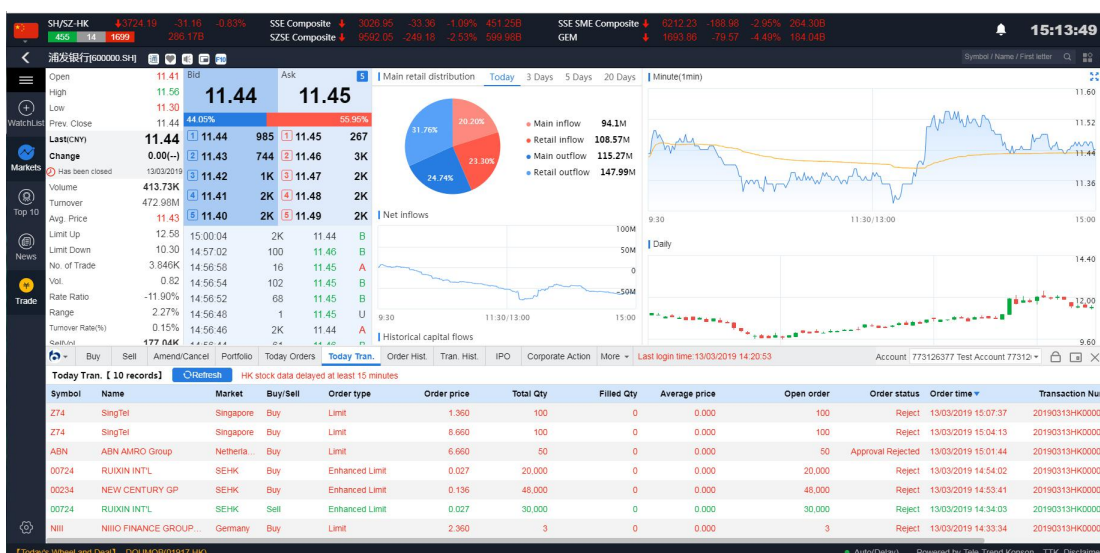 SH/SZ-HK 3724.19 -31.16 -0.83% SSE Composite 3026.95 -33.36 -1.09% 451.25B SSE SME Composite 6212.23 -188.98 -2.95% 264.30B
455 14 1699 286.17B SZSE Composite 9592.05 -249.18 -2.53% 599.98B GEM 1693.86 -79.57 -4.49% 184.04B
15:13:49
浦发银行[600000.SH] F10 Symbol / Name / First letter
WatchList
Markets
Top 10
News
Trade
Open 11.41
High 11.56
Low 11.30
Prev. Close 11.44
Last(CNY) 11.44
Change 0.00(--)
Has been closed 13/03/2019
Volume 413.73K
Turnover 472.98M
Avg. Price 11.43
Limit Up 12.58
Limit Down 10.30
No. of Trade 3.846K
Vol. 0.82
Rate Ratio -11.90%
Range 2.27%
Turnover Rate(%) 0.15%
SellVol 177.04K
Bid Ask 5
11.44 11.45
44.05% 55.95%
1 11.44 985 1 11.45 267
2 11.43 744 2 11.46 3K
3 11.42 1K 3 11.47 2K
4 11.41 2K 4 11.48 2K
5 11.40 2K 5 11.49 2K
15:00:04 2K 11.44 B
14:57:02 100 11.46 B
14:56:58 16 11.45 A
14:56:54 102 11.45 B
14:56:52 68 11.45 B
14:56:48 1 11.45 U
14:56:46 2K 11.44 A
Main retail distribution Today 3 Days 5 Days 20 Days
31.76% 20.20%
24.74% 23.30%
Main inflow 94.1M
Retail inflow 108.57M
Main outflow 115.27M
Retail outflow 147.99M
Net inflows
100M
50M
0
-50M
9:30 11:30/13:00 15:00
Historical capital flows
Minute(1min)
11.60
11.52
11.44
11.36
9:30 11:30/13:00 15:00
Daily
14.40
12.00
9.60
Buy Sell Amend/Cancel Portfolio Today Orders Today Tran. Order Hist. Tran. Hist. IPO Corporate Action More Last login time:13/03/2019 14:20:53 Account 773126377 Test Account 77312
Today Tran. [ 10 records] Refresh HK stock data delayed at least 15 minutes
Symbol Name Market Buy/Sell Order type Order price Total Qty Filled Qty Average price Open order Order status Order time Transaction Nu
Z74 SingTel Singapore Buy Limit 1.360 100 0 0.000 100 Reject 13/03/2019 15:07:37 20190313HK0000
Z74 SingTel Singapore Buy Limit 8.660 100 0 0.000 100 Reject 13/03/2019 15:04:13 20190313HK0000
ABN ABN AMRO Group Netherla... Buy Limit 6.660 50 0 0.000 50 Approval Rejected 13/03/2019 15:01:44 20190313HK0000
00724 RUIXIN INT'L SEHK Buy Enhanced Limit 0.027 20,000 0 0.000 20,000 Reject 13/03/2019 14:54:02 20190313HK0000
00234 NEW CENTURY GP SEHK Buy Enhanced Limit 0.136 48,000 0 0.000 48,000 Reject 13/03/2019 14:53:41 20190313HK0000
00724 RUIXIN INT'L SEHK Sell Enhanced Limit 0.027 30,000 0 0.000 30,000 Reject 13/03/2019 14:34:03 20190313HK0000
NIII NIIIO FINANCE GROUP... Germany Buy Limit 2.360 3 0 0.000 3 Reject 13/03/2019 14:33:34 20190313HK0000